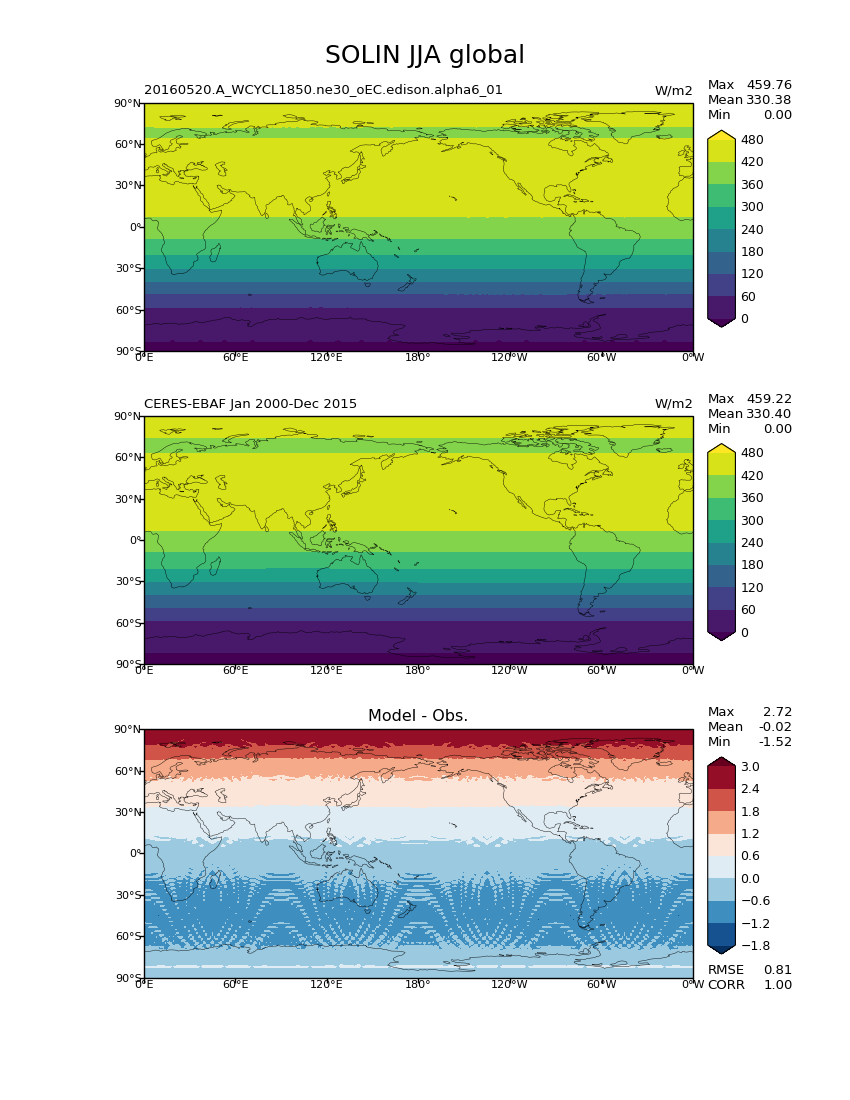 SOLIN JJA global
20160520.A_WCYCL1850.ne30_oEC.edison.alpha6_01 W/m2
Max 459.76
Mean 330.38
Min 0.00
90°N
60°N
30°N
0°
30°S
60°S
90°S
0°E 60°E 120°E 180° 120°W 60°W 0°W
480
420
360
300
240
180
120
60
0
CERES-EBAF Jan 2000-Dec 2015 W/m2
Max 459.22
Mean 330.40
Min 0.00
90°N
60°N
30°N
0°
30°S
60°S
90°S
0°E 60°E 120°E 180° 120°W 60°W 0°W
480
420
360
300
240
180
120
60
0
Model - Obs.
Max 2.72
Mean -0.02
Min -1.52
90°N
60°N
30°N
0°
30°S
60°S
90°S
0°E 60°E 120°E 180° 120°W 60°W 0°W
3.0
2.4
1.8
1.2
0.6
0.0
−0.6
−1.2
−1.8
RMSE 0.81
CORR 1.00